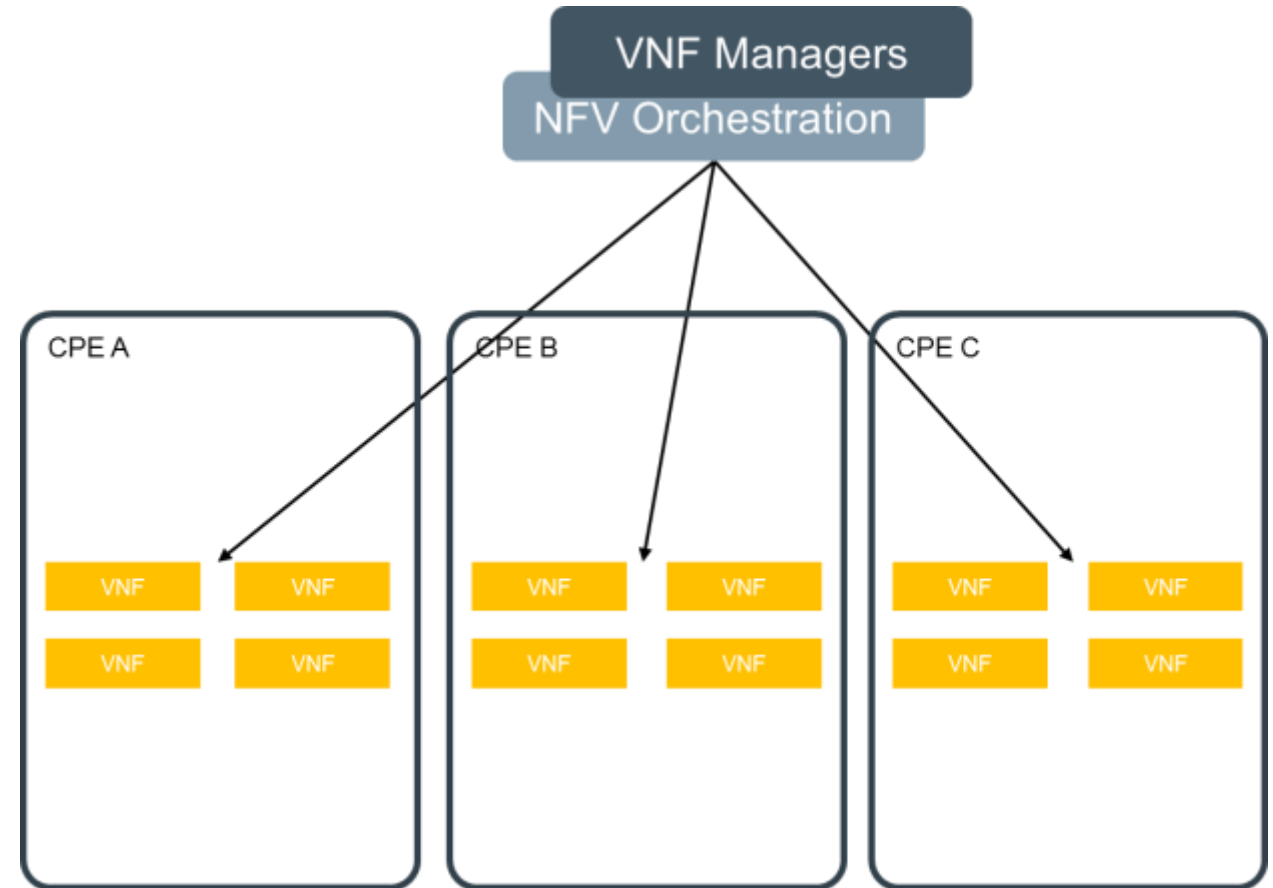 VNF Managers
NFV Orchestration
CPE A
CPE B
CPE C
VNF VNF VNF VNF VNF VNF
VNF VNF VNF VNF VNF VNF